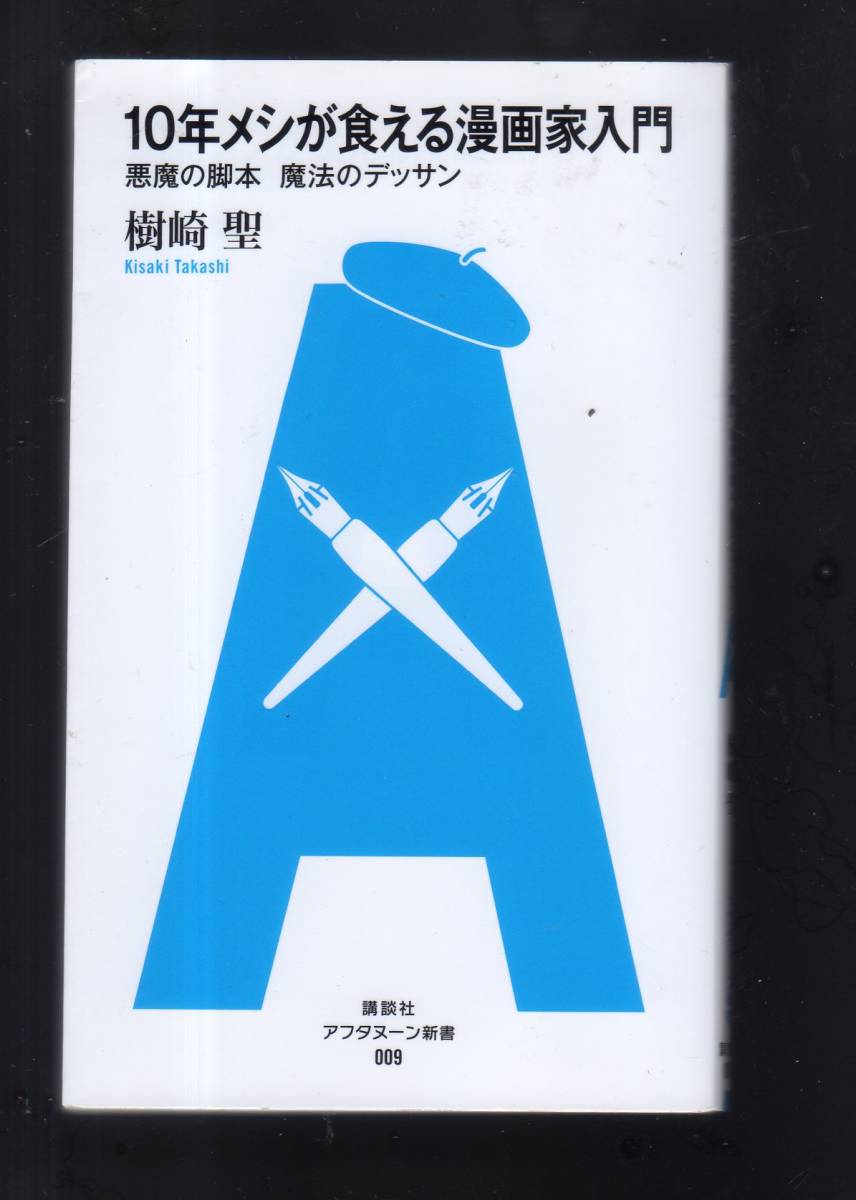 10年メシが食える漫画家入門
悪魔の脚本 魔法のデッサン
樹崎 聖
Kisaki Takashi
講談社
アフタヌーン新書
009